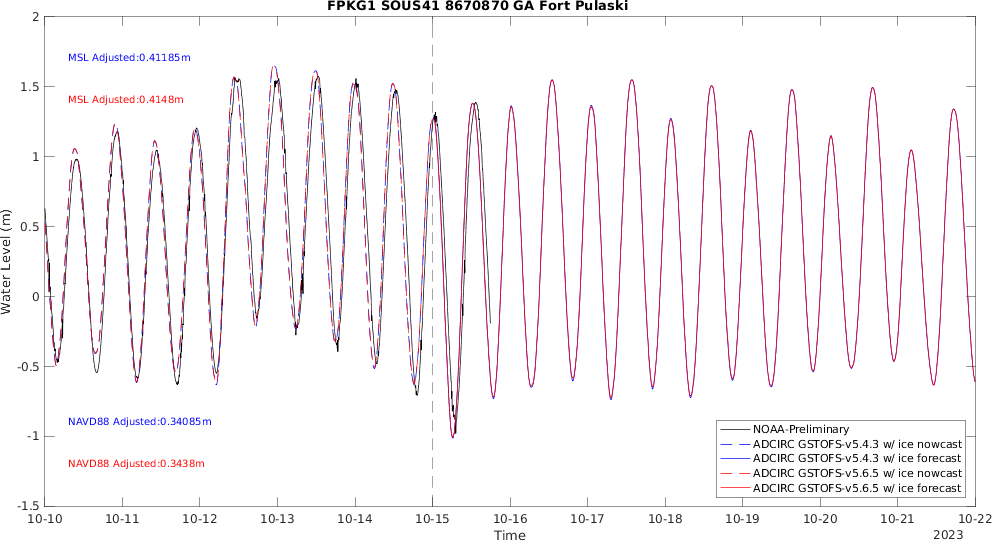 FPKG1 SOUS41 8670870 GA Fort Pulaski
2
1.5
1
0.5
0
-0.5
-1
-1.5
Water Level (m)
MSL Adjusted:0.41185m
MSL Adjusted:0.4148m
NAVD88 Adjusted:0.34085m
NAVD88 Adjusted:0.3438m
NOAA-Preliminary
ADCIRC GSTOFS-v5.4.3 w/ ice nowcast
ADCIRC GSTOFS-v5.4.3 w/ ice forecast
ADCIRC GSTOFS-v5.6.5 w/ ice nowcast
ADCIRC GSTOFS-v5.6.5 w/ ice forecast
10-10 10-11 10-12 10-13 10-14 10-15 10-16 10-17 10-18 10-19 10-20 10-21 10-22
Time
2023